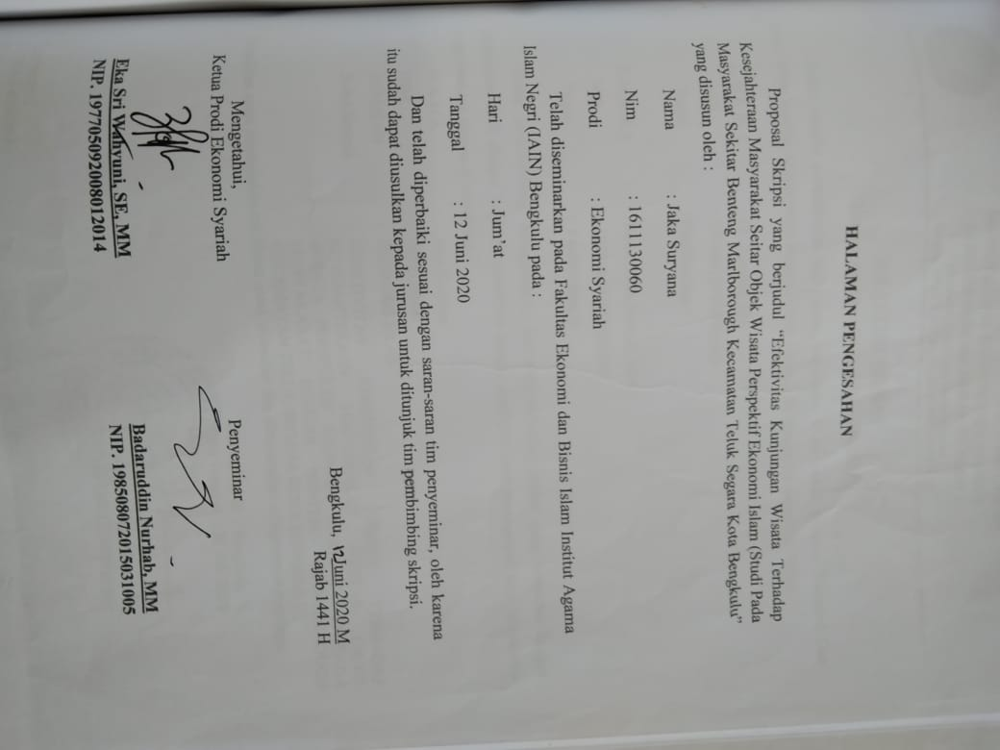 HALAMAN PENGESAHAN
Proposal Skripsi yang berjudul “Efektivitas Kunjungan Wisata Terhadap
Kesejahteraan Masyarakat Seitar Objek Wisata Perspektif Ekonomi Islam (Studi Pada
Masyarakat Sekitar Benteng Marlborough Kecamatan Teluk Segara Kota Bengkulu”
yang disusun oleh :
Nama : Jaka Suryana
Nim : 1611130060
Prodi : Ekonomi Syariah
Telah diseminarkan pada Fakultas Ekonomi dan Bisnis Islam Institut Agama
Islam Negri (IAIN) Bengkulu pada :
Hari : Jum’at
Tanggal : 12 Juni 2020
Dan telah diperbaiki sesuai dengan saran-saran tim penyeminar, oleh karena
itu sudah dapat diusulkan kepada jurusan untuk ditunjuk tim pembimbing skripsi.
Bengkulu, 12 Juni 2020 M
Rajab 1441 H
Mengetahui,
Ketua Prodi Ekonomi Syariah
Eka Sri Wahyuni, SE, MM
NIP. 197705092008012014
Penyeminar
Badaruddin Nurhab, MM
NIP. 198508072015031005